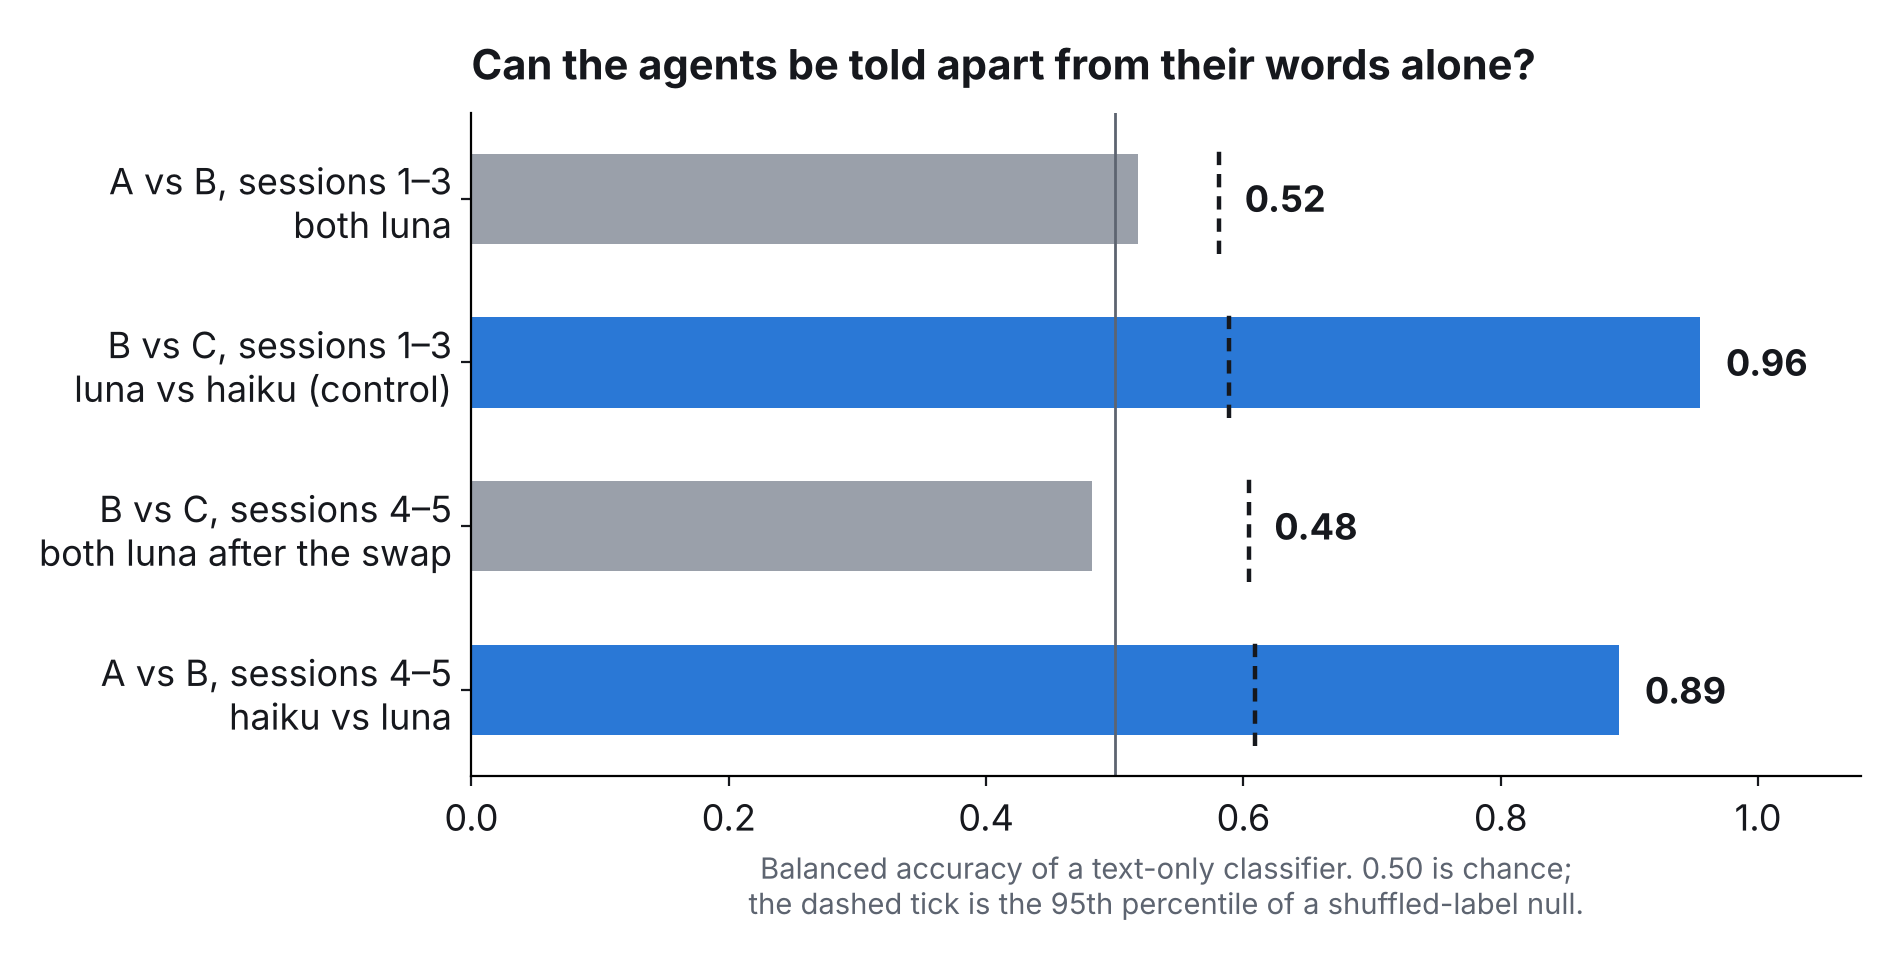 Can the agents be told apart from their words alone?
A vs B, sessions 1–3
both luna
0.52
B vs C, sessions 1–3
luna vs haiku (control)
0.96
B vs C, sessions 4–5
both luna after the swap
0.48
A vs B, sessions 4–5
haiku vs luna
0.89
0.0 0.2 0.4 0.6 0.8 1.0
Balanced accuracy of a text-only classifier. 0.50 is chance;
the dashed tick is the 95th percentile of a shuffled-label null.